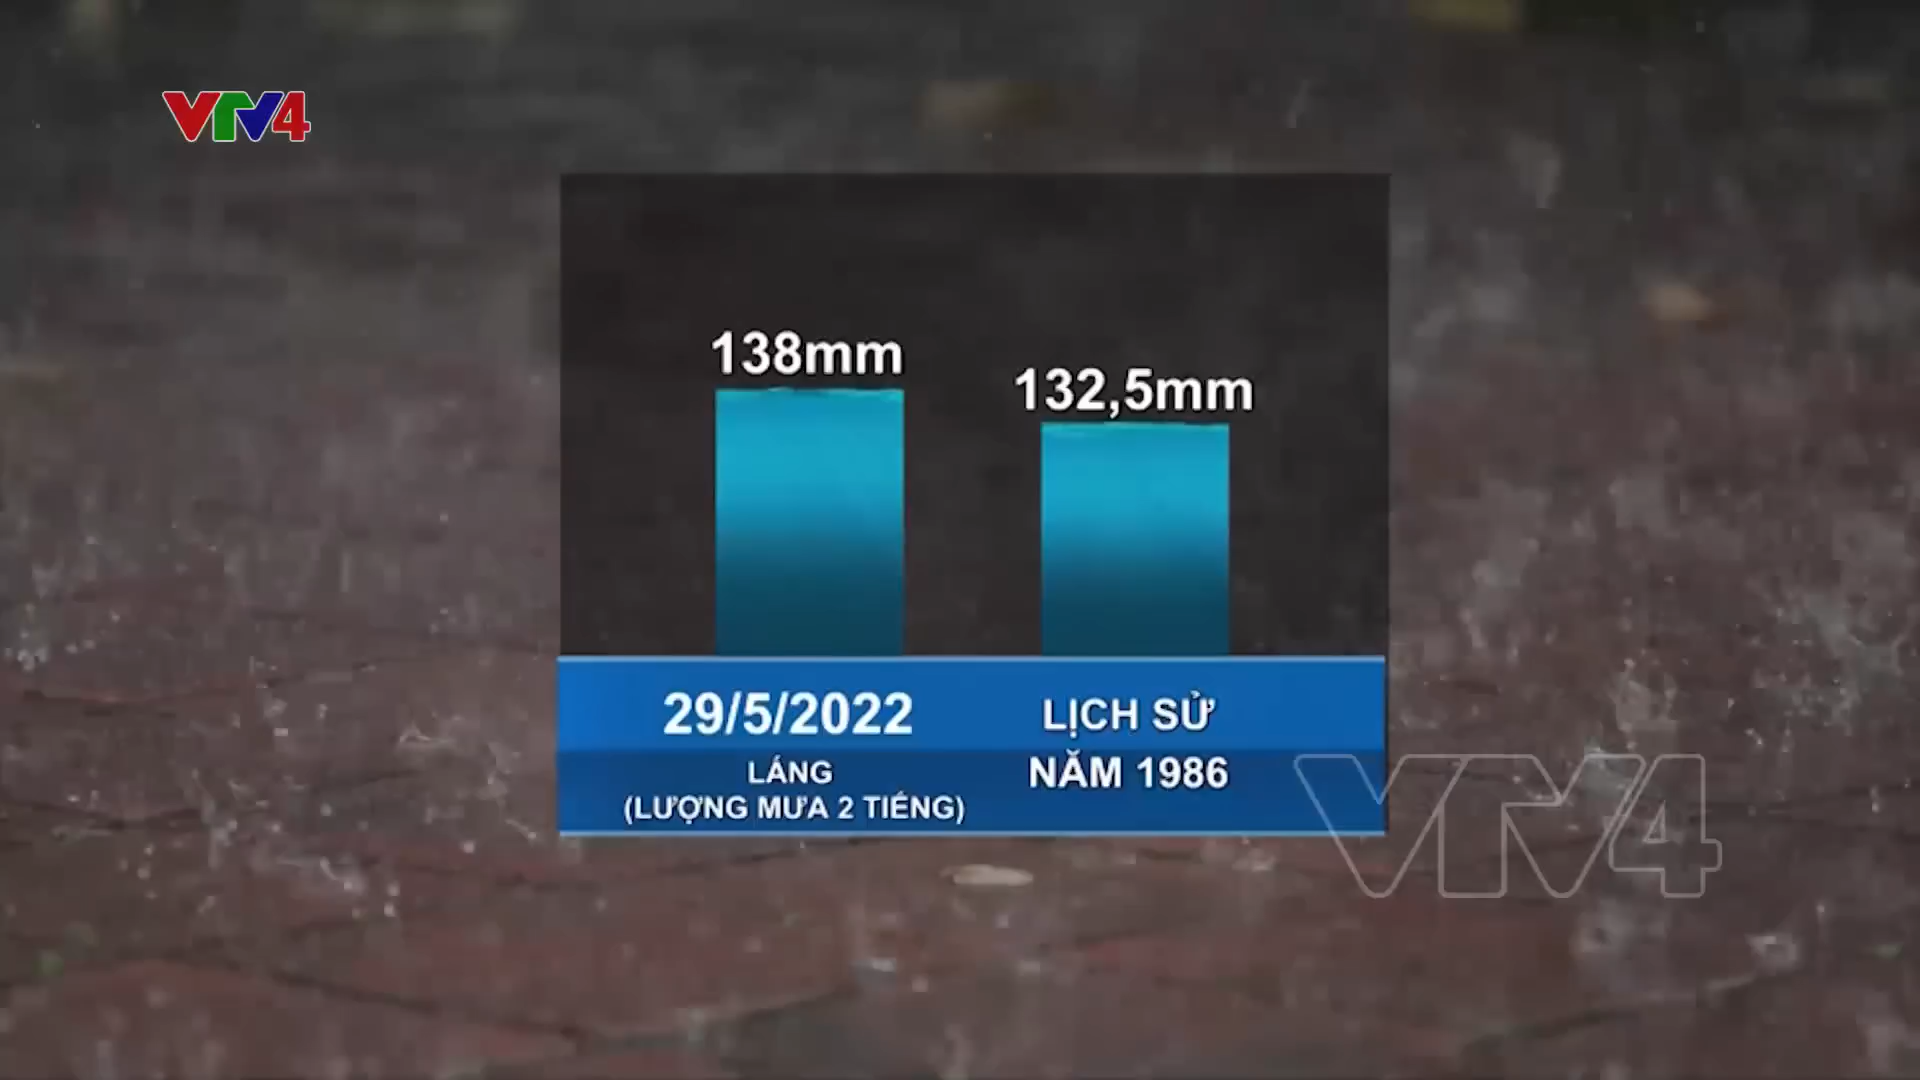 VTV4
138mm
132,5mm
29/5/2022
LỊCH SỬ
LÁNG
NĂM 1986
(LƯỢNG MƯA 2 TIẾNG)
VTV4